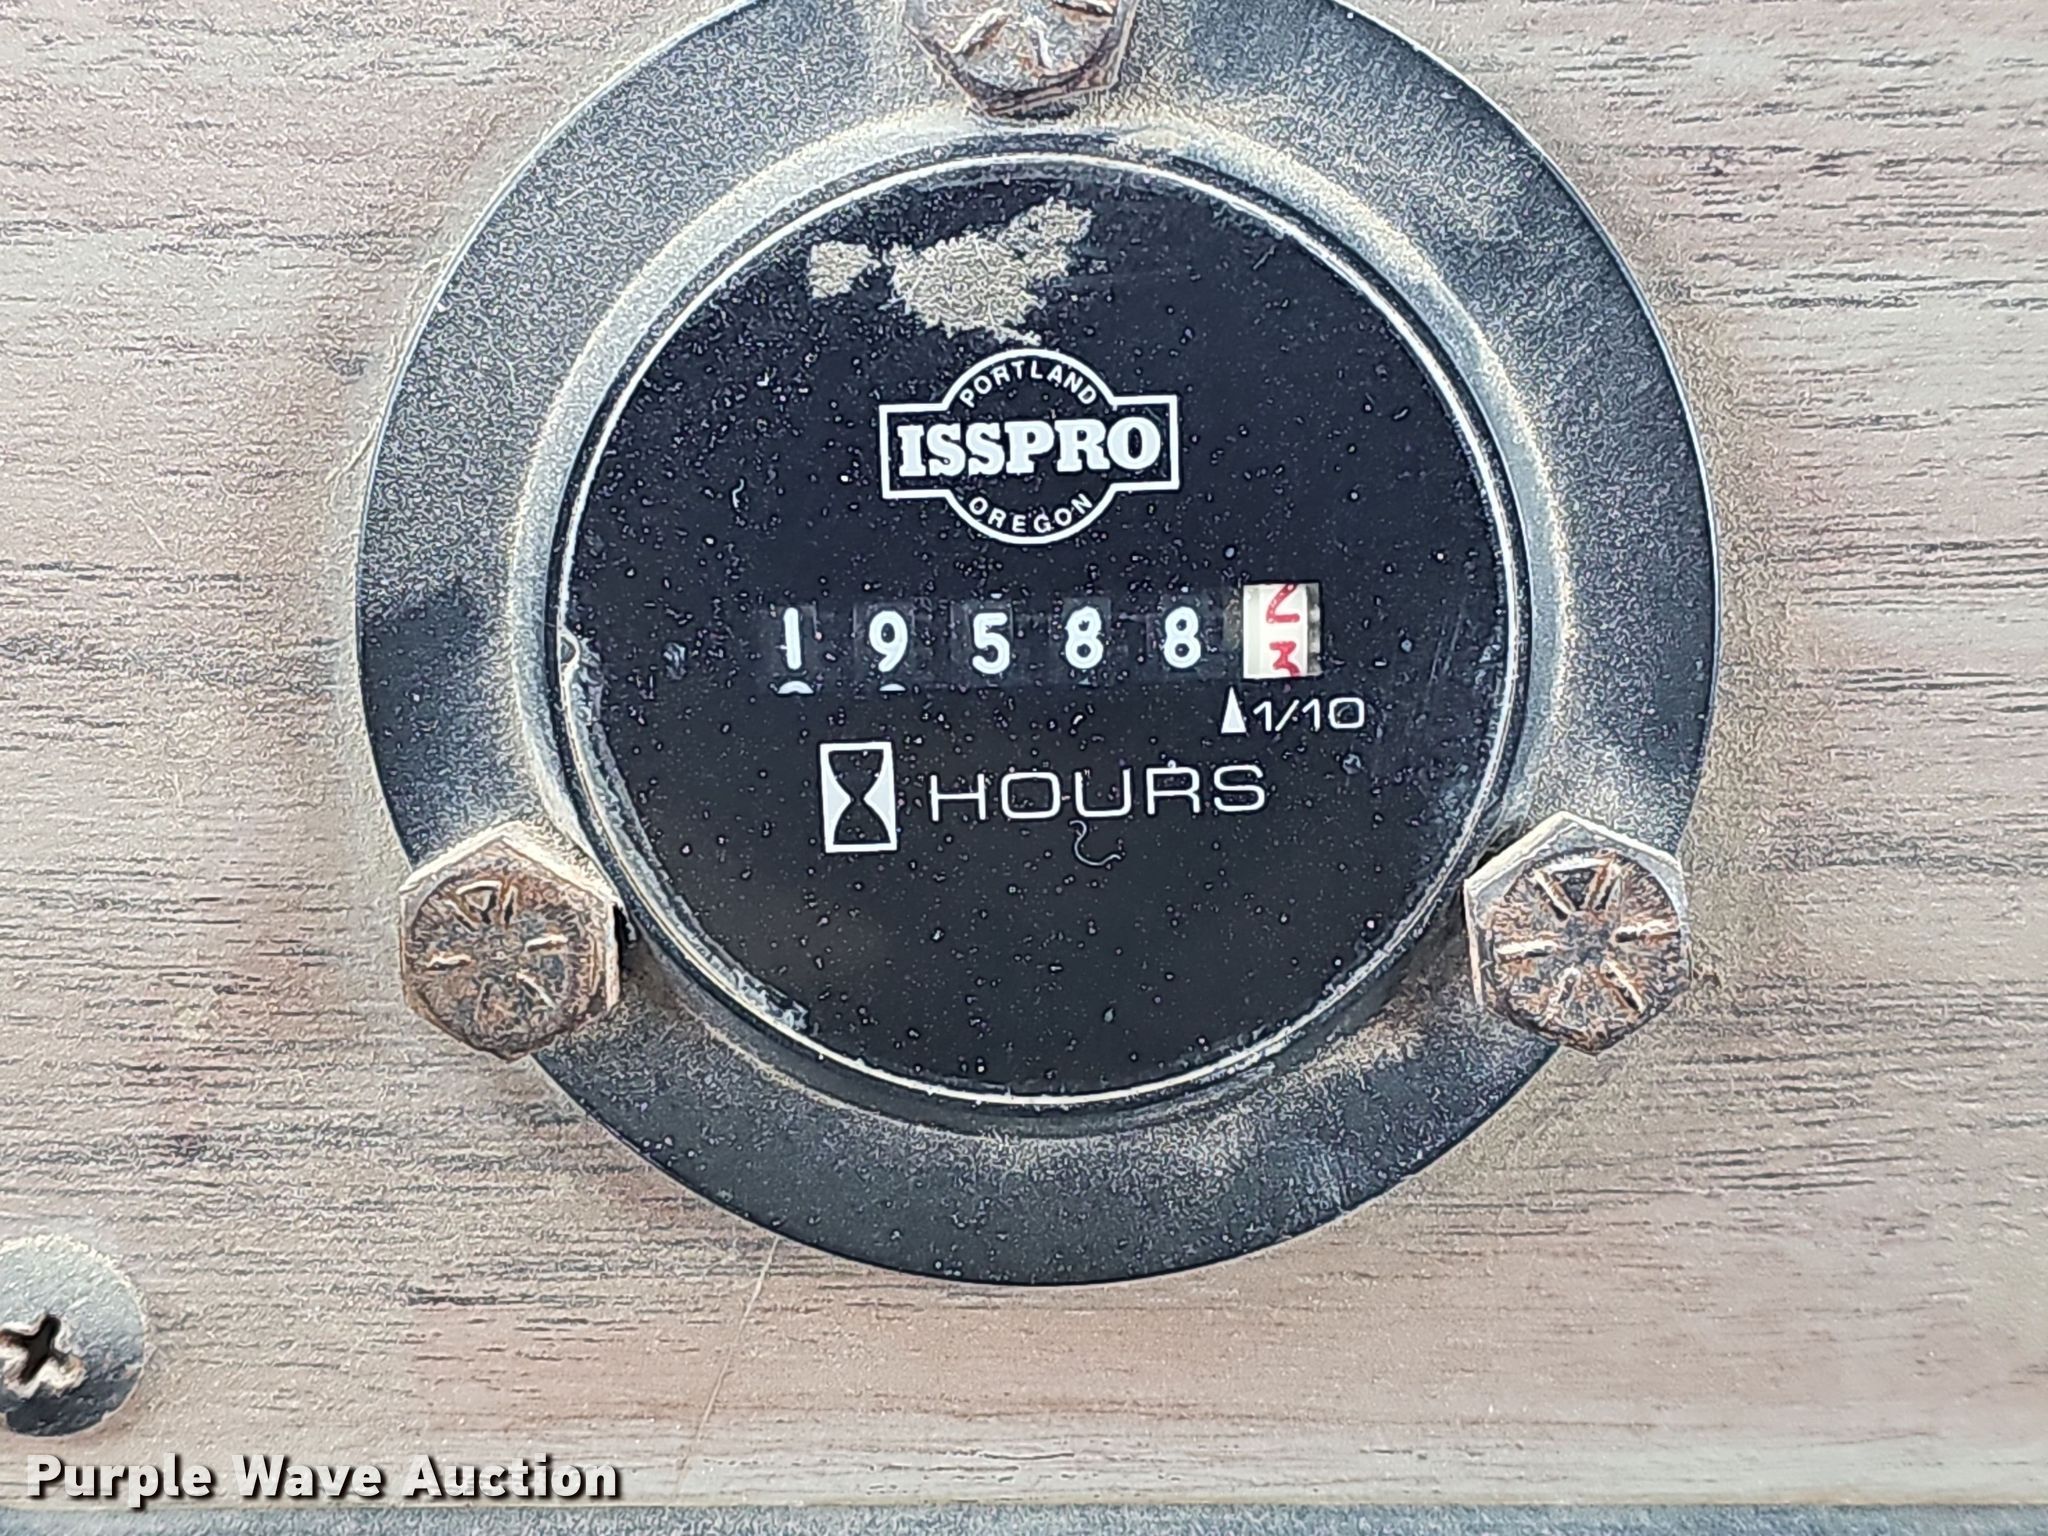 PORTLAND
ISSPRO
OREGON
19588
1/10
HOURS
Purple Wave Auction